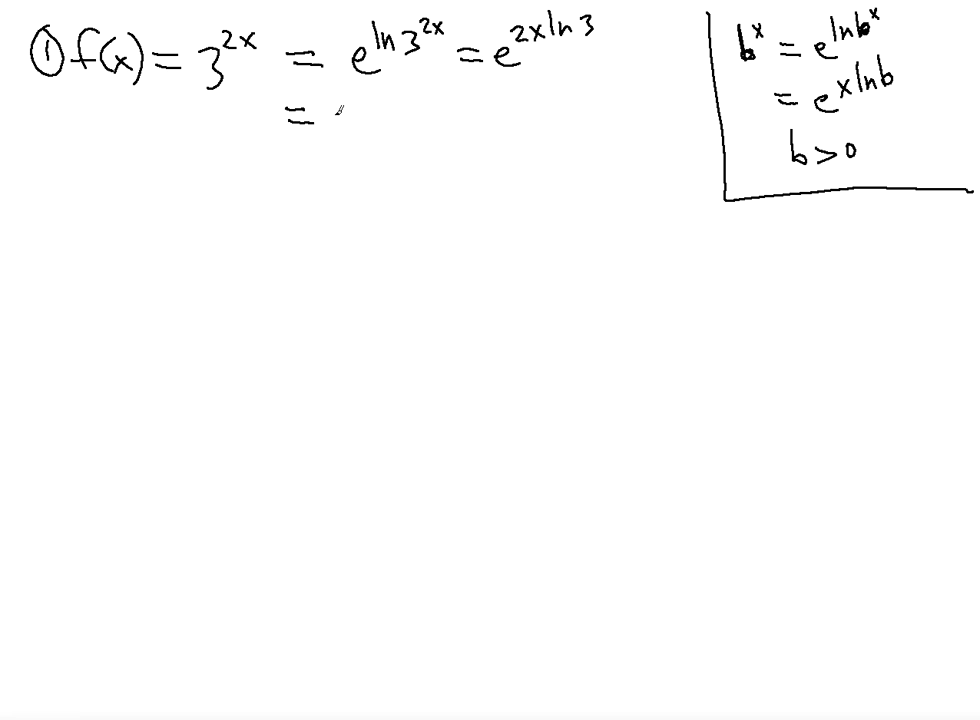 ① f(x) = 3^{2x} = e^{ln 3^{2x}} = e^{2x ln 3}
=
b^x = e^{ln b^x}
= e^{x ln b}
b > 0